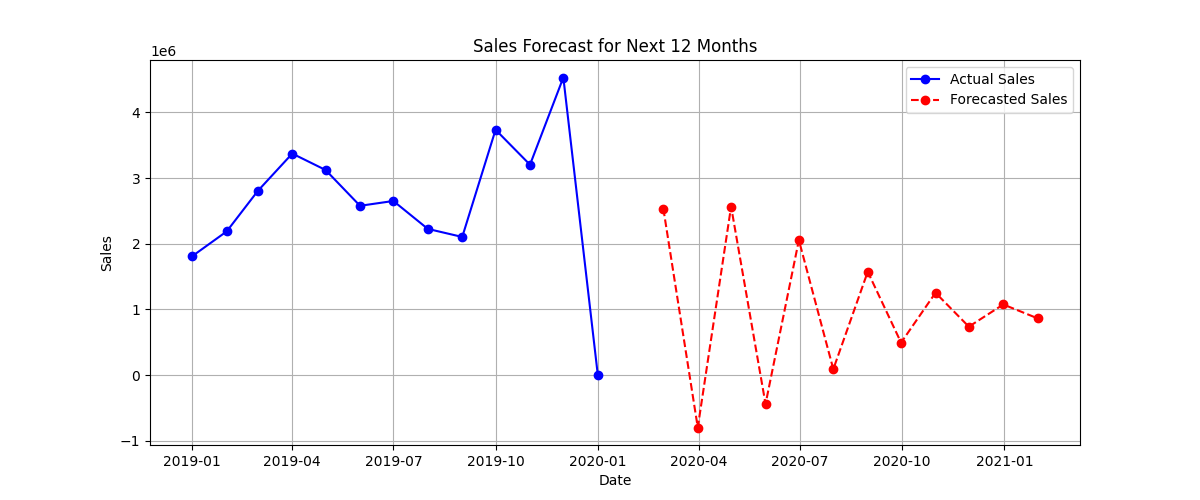 Sales Forecast for Next 12 Months
1e6
Actual Sales
Forecasted Sales
4
3
2
1
0
−1
Sales
2019-01 2019-04 2019-07 2019-10 2020-01 2020-04 2020-07 2020-10 2021-01
Date